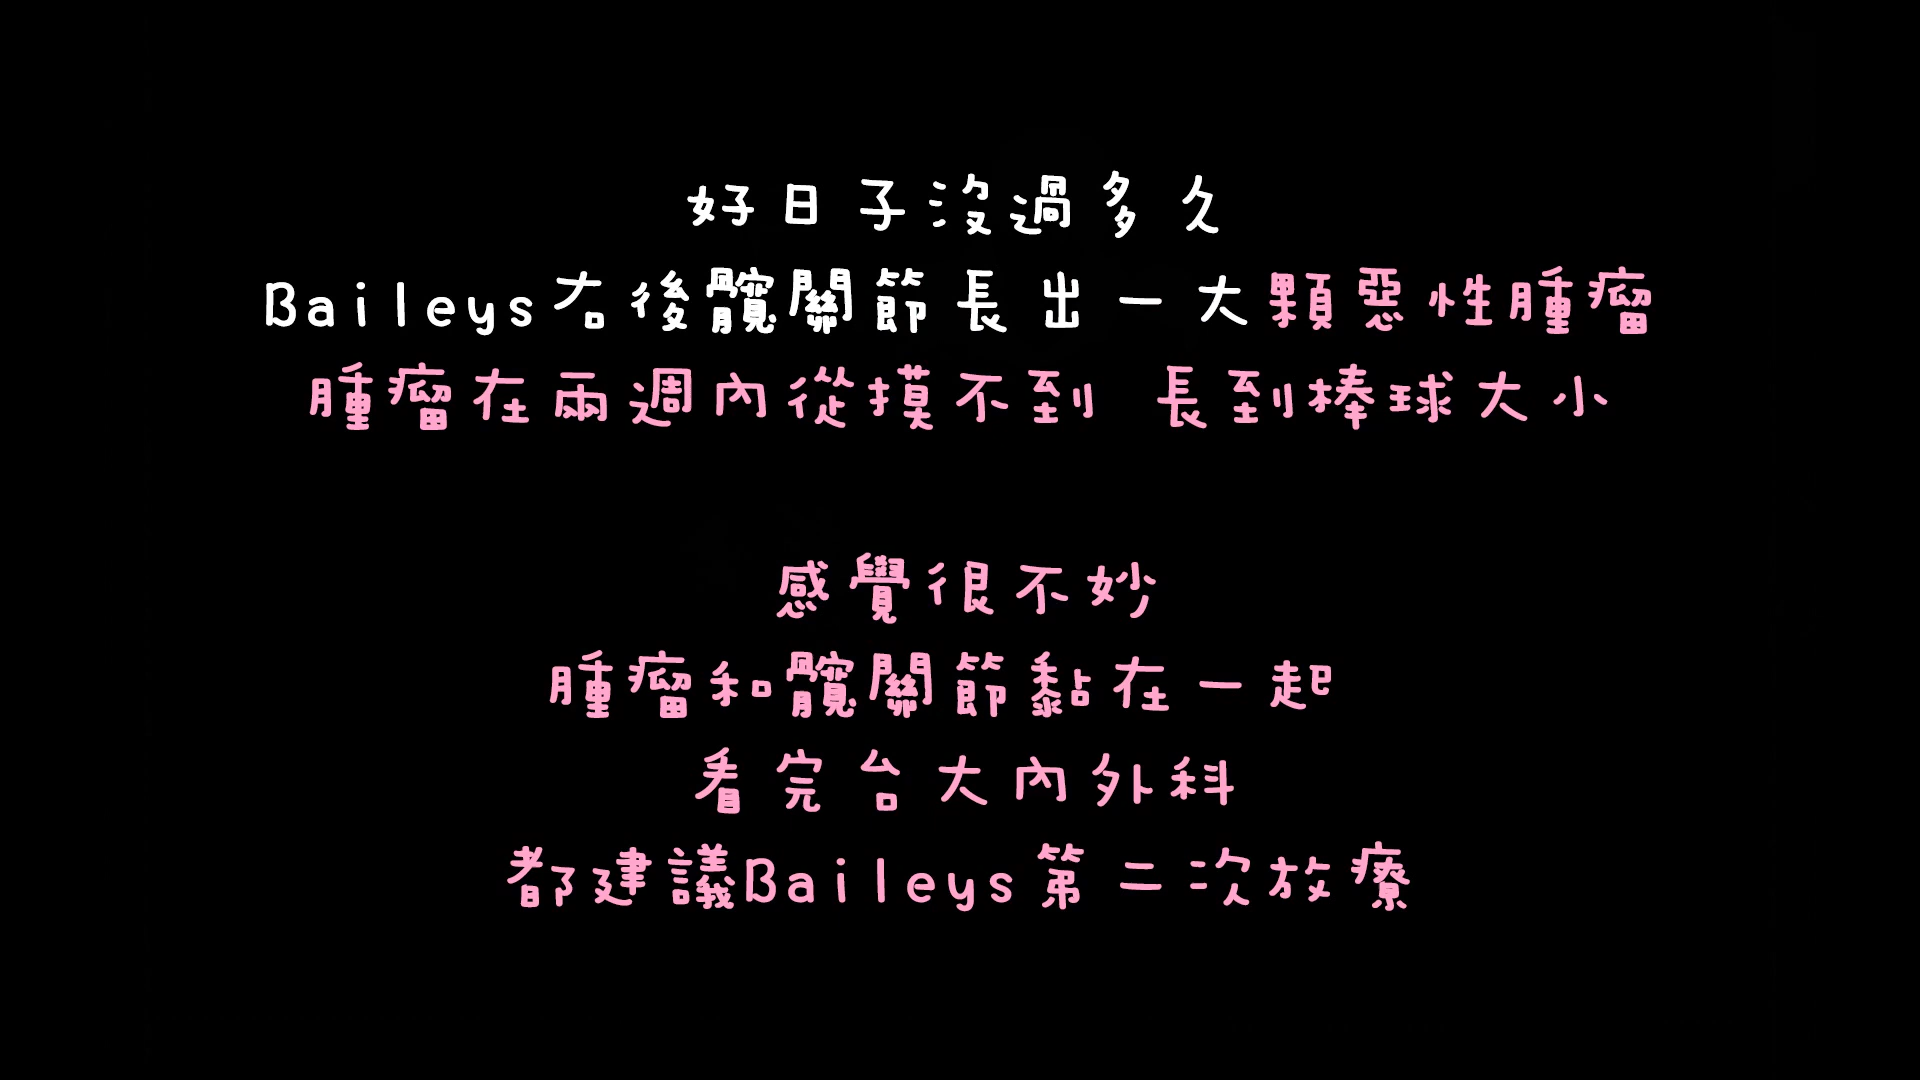 好日子沒過多久
Baileys右後髖關節長出一大顆惡性腫瘤
腫瘤在兩週內從摸不到 長到棒球大小
感覺很不妙
腫瘤和髖關節黏在一起
看完台大內外科
都建議Baileys第二次放療